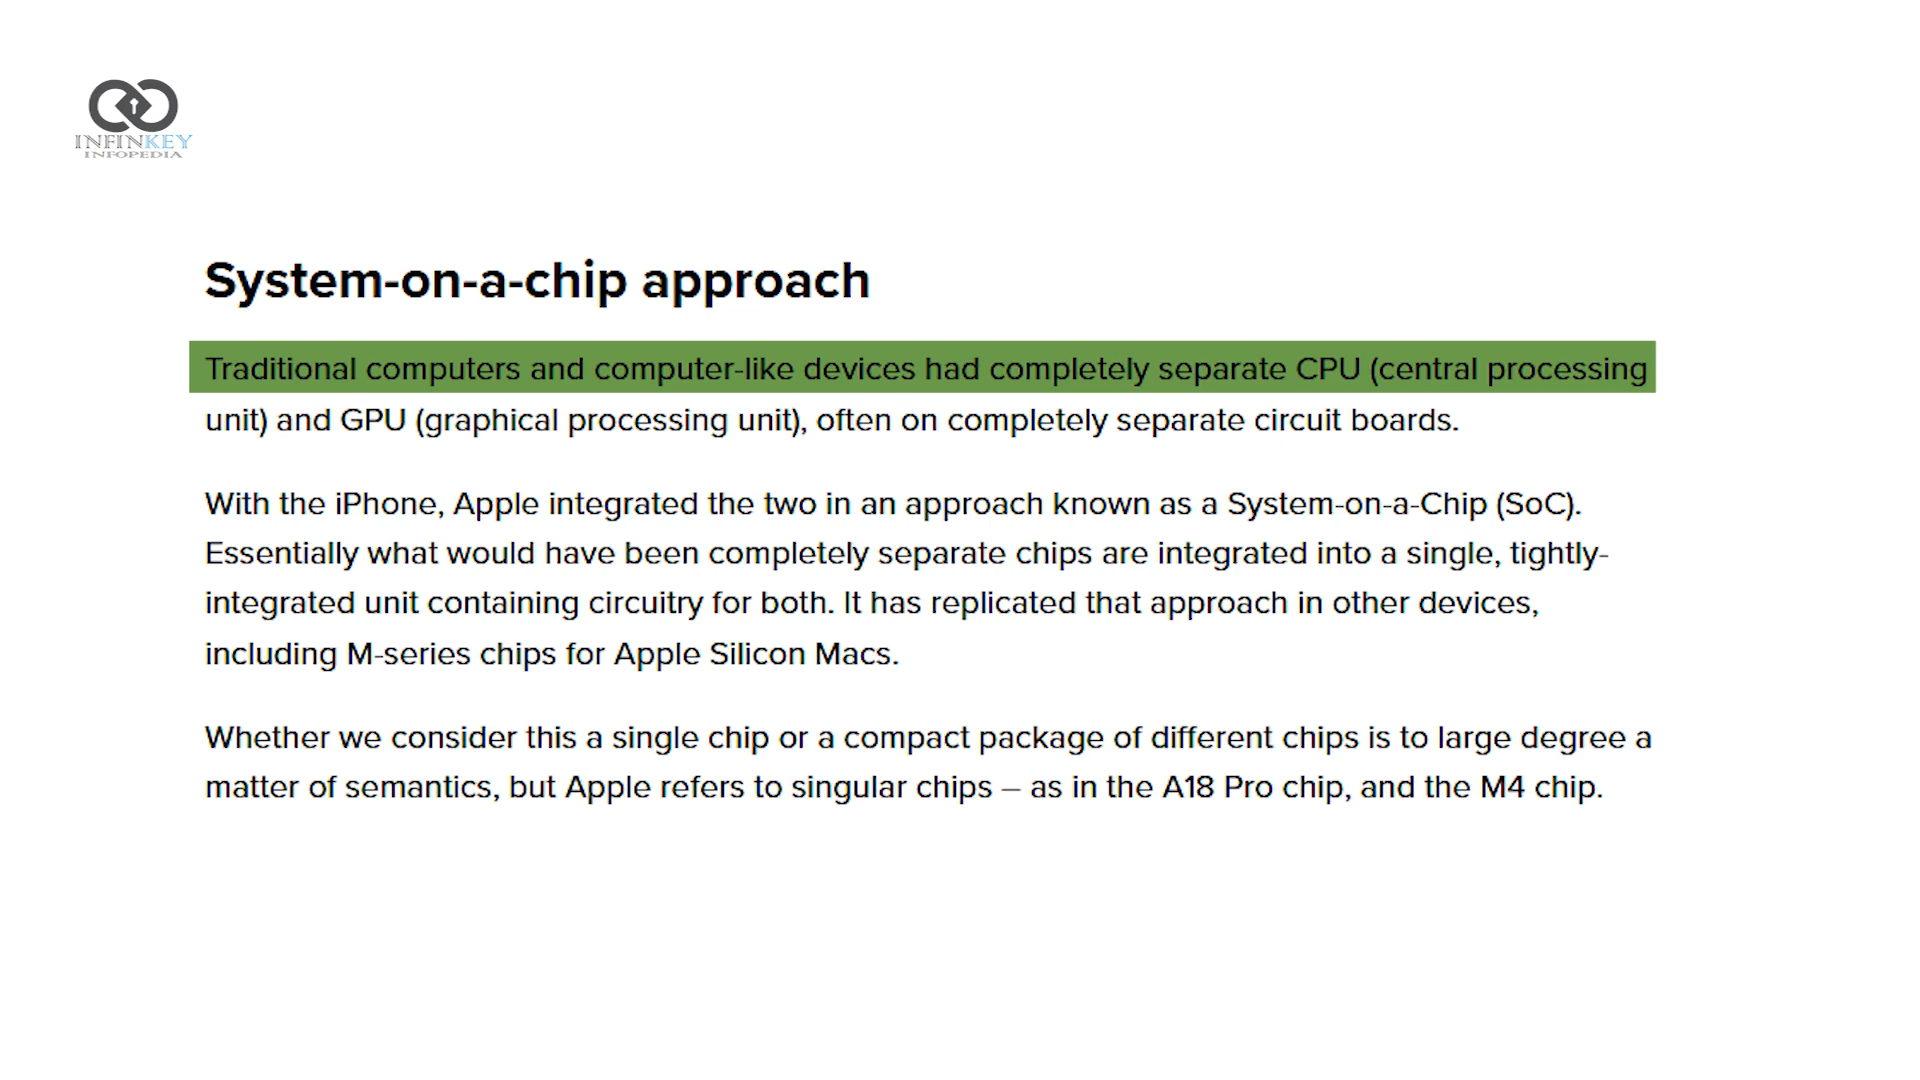 INFINKEY
INFOPEDIA
System-on-a-chip approach
Traditional computers and computer-like devices had completely separate CPU (central processing
unit) and GPU (graphical processing unit), often on completely separate circuit boards.
With the iPhone, Apple integrated the two in an approach known as a System-on-a-Chip (SoC).
Essentially what would have been completely separate chips are integrated into a single, tightly-
integrated unit containing circuitry for both. It has replicated that approach in other devices,
including M-series chips for Apple Silicon Macs.
Whether we consider this a single chip or a compact package of different chips is to large degree a
matter of semantics, but Apple refers to singular chips – as in the A18 Pro chip, and the M4 chip.